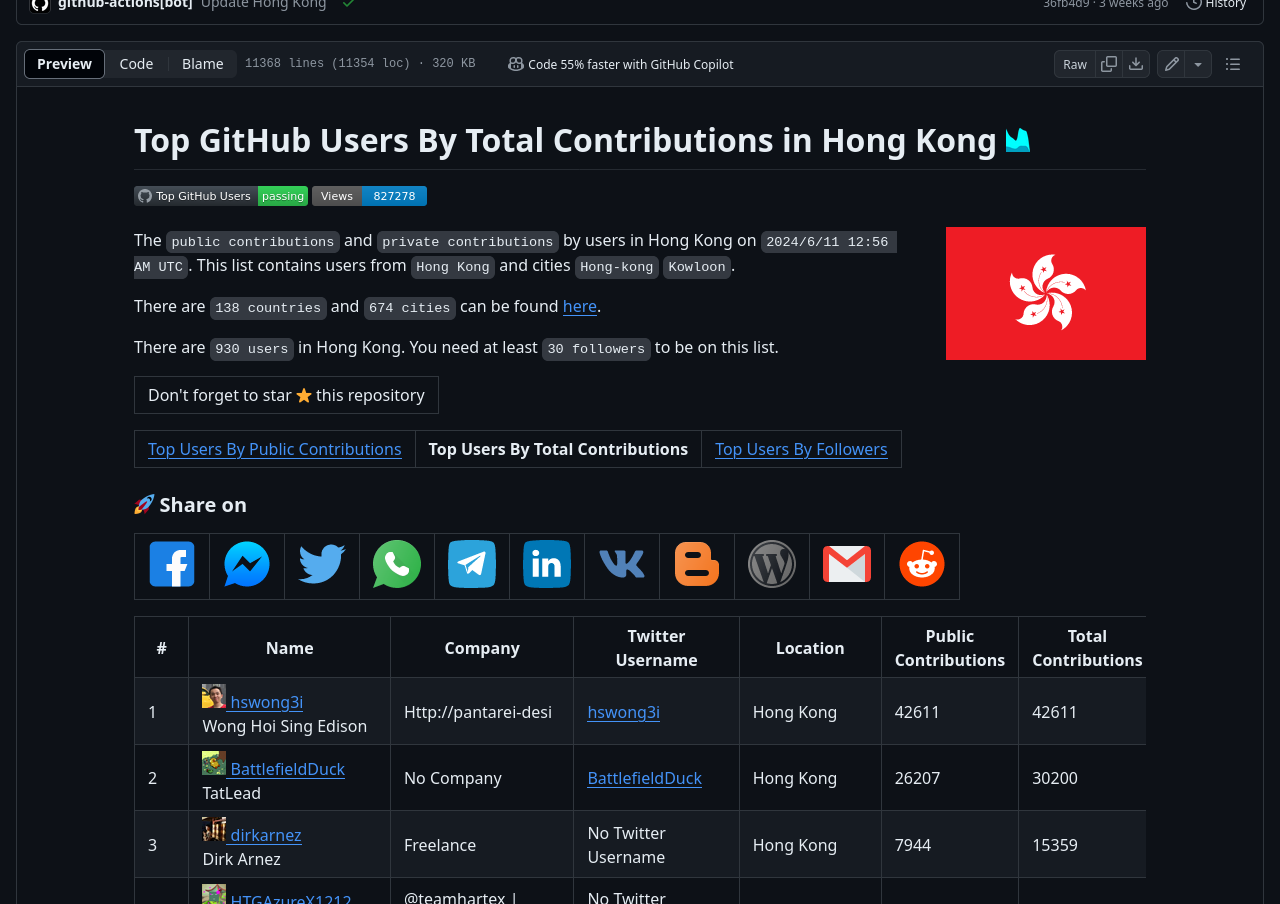 github-actions[bot] Update Hong Kong 36fb4d9 · 3 weeks ago History
Preview Code Blame 11368 lines (11354 loc) · 320 KB Code 55% faster with GitHub Copilot Raw
Top GitHub Users By Total Contributions in Hong Kong
Top GitHub Users passing Views 827278
The public contributions and private contributions by users in Hong Kong on 2024/6/11 12:56
AM UTC. This list contains users from Hong Kong and cities Hong-kong Kowloon.
There are 138 countries and 674 cities can be found here.
There are 930 users in Hong Kong. You need at least 30 followers to be on this list.
Don't forget to star ⭐ this repository
Top Users By Public Contributions Top Users By Total Contributions Top Users By Followers
🚀 Share on
# Name Company Twitter Username Location Public Contributions Total Contributions
1 hswong3i Http://pantarei-desi hswong3i Hong Kong 42611 42611
Wong Hoi Sing Edison
2 BattlefieldDuck No Company BattlefieldDuck Hong Kong 26207 30200
TatLead
3 dirkarnez Freelance No Twitter Username Hong Kong 7944 15359
Dirk Arnez
HTGAzureX1212 @teamhartex | No Twitter